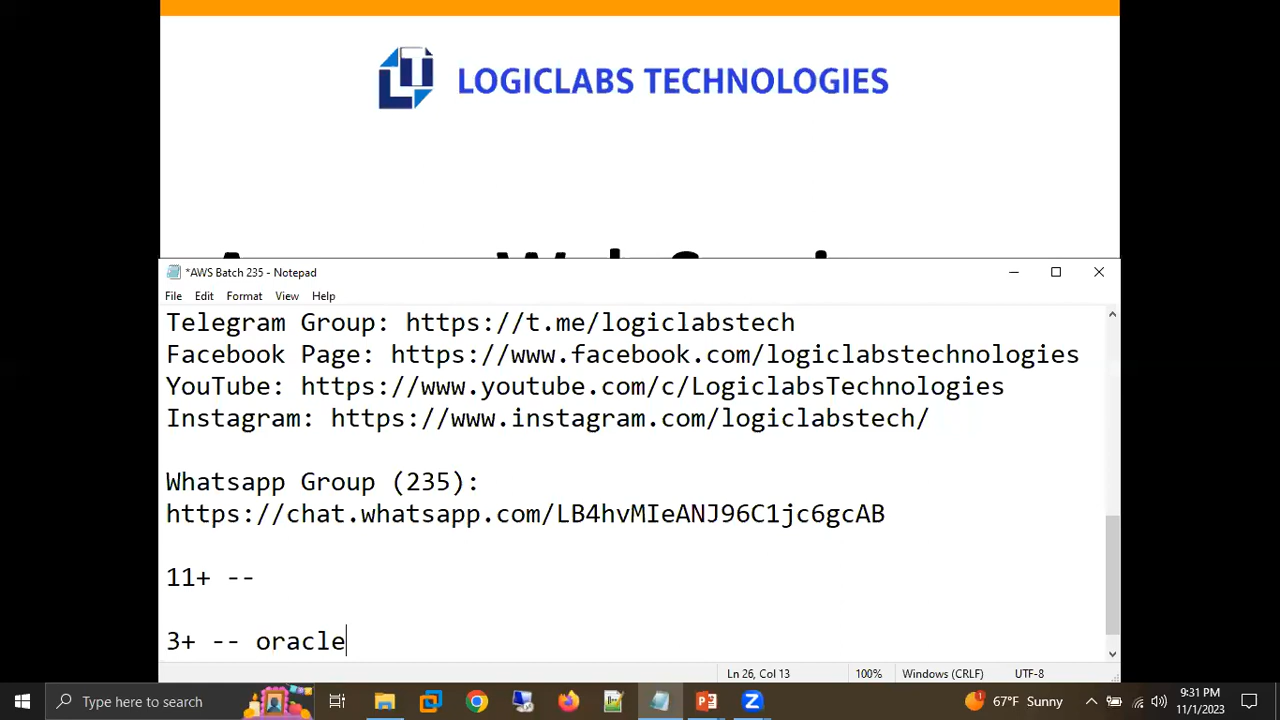 LOGICLABS TECHNOLOGIES
*AWS Batch 235 - Notepad
File Edit Format View Help
Telegram Group: https://t.me/logiclabstech
Facebook Page: https://www.facebook.com/logiclabstechnologies
YouTube: https://www.youtube.com/c/LogiclabsTechnologies
Instagram: https://www.instagram.com/logiclabstech/
Whatsapp Group (235):
https://chat.whatsapp.com/LB4hvMIeANJ96C1jc6gcAB
11+ --
3+ -- oracle
Ln 26, Col 13 100% Windows (CRLF) UTF-8
Type here to search
67°F Sunny
9:31 PM
11/1/2023